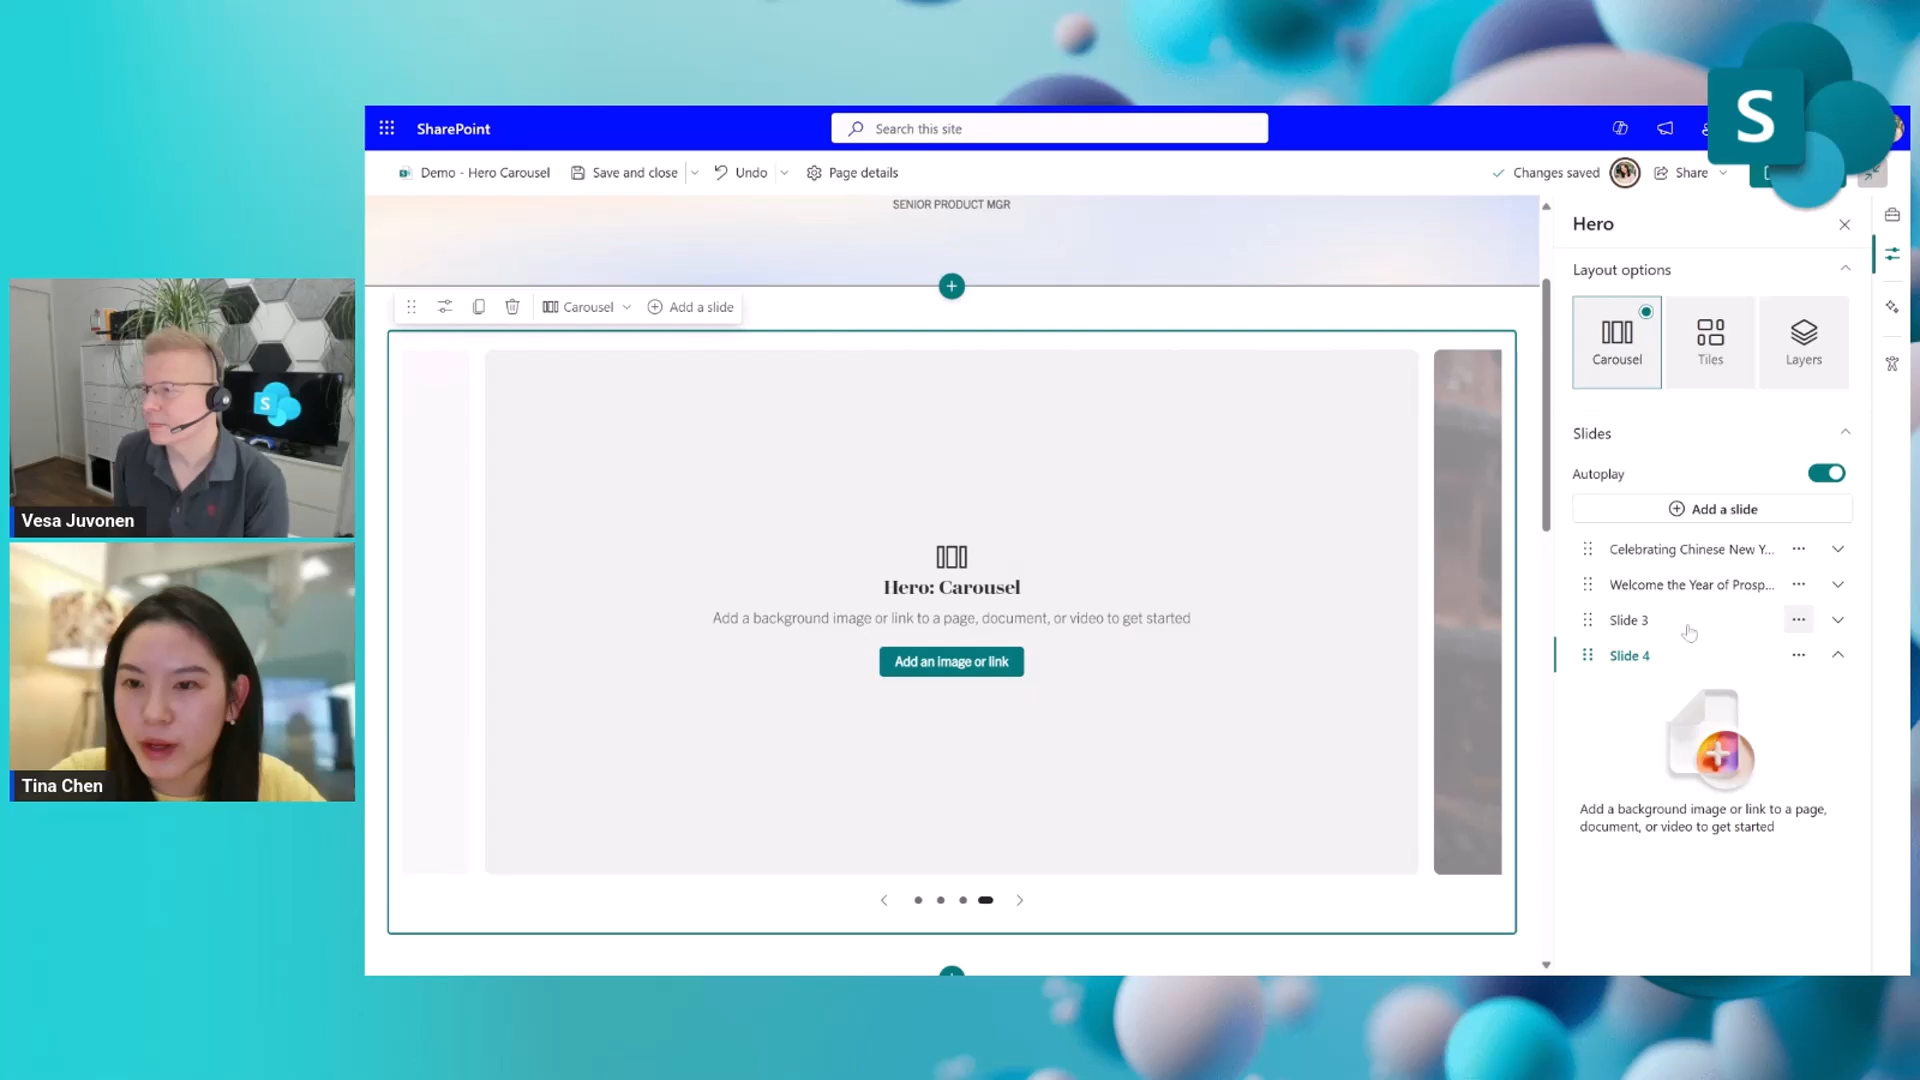 S
SharePoint
Search this site
Demo - Hero Carousel
Save and close
Undo
Page details
Changes saved
Share
SENIOR PRODUCT MGR
Hero
Layout options
Carousel
Add a slide
Carousel
Tiles
Layers
Slides
Autoplay
Add a slide
Celebrating Chinese New Y...
Welcome the Year of Prosp...
Slide 3
Slide 4
Hero: Carousel
Add a background image or link to a page, document, or video to get started
Add an image or link
Add a background image or link to a page,
document, or video to get started
S
Vesa Juvonen
Tina Chen